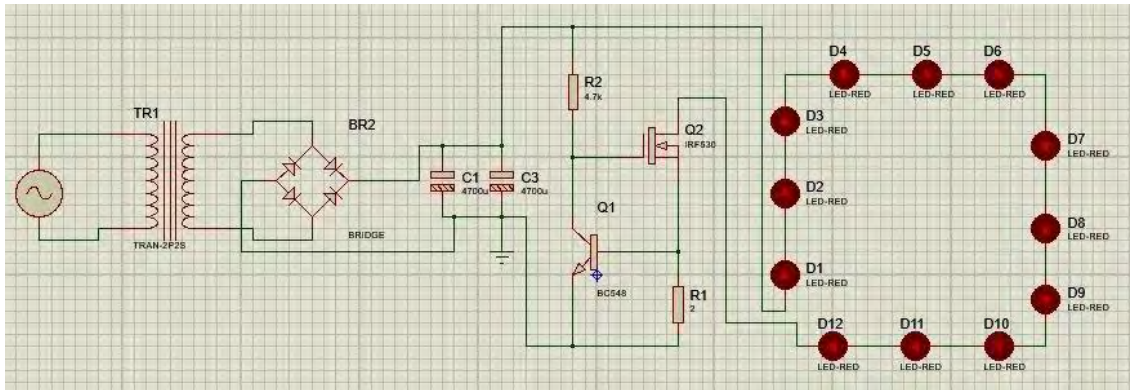 TR1
TRAN-2P2S
BR2
BRIDGE
C1
4700u
C3
4700u
R2
4.7k
Q2
IRF530
Q1
BC548
R1
2
D1
LED-RED
D2
LED-RED
D3
LED-RED
D4
LED-RED
D5
LED-RED
D6
LED-RED
D7
LED-RED
D8
LED-RED
D9
LED-RED
D10
LED-RED
D11
LED-RED
D12
LED-RED